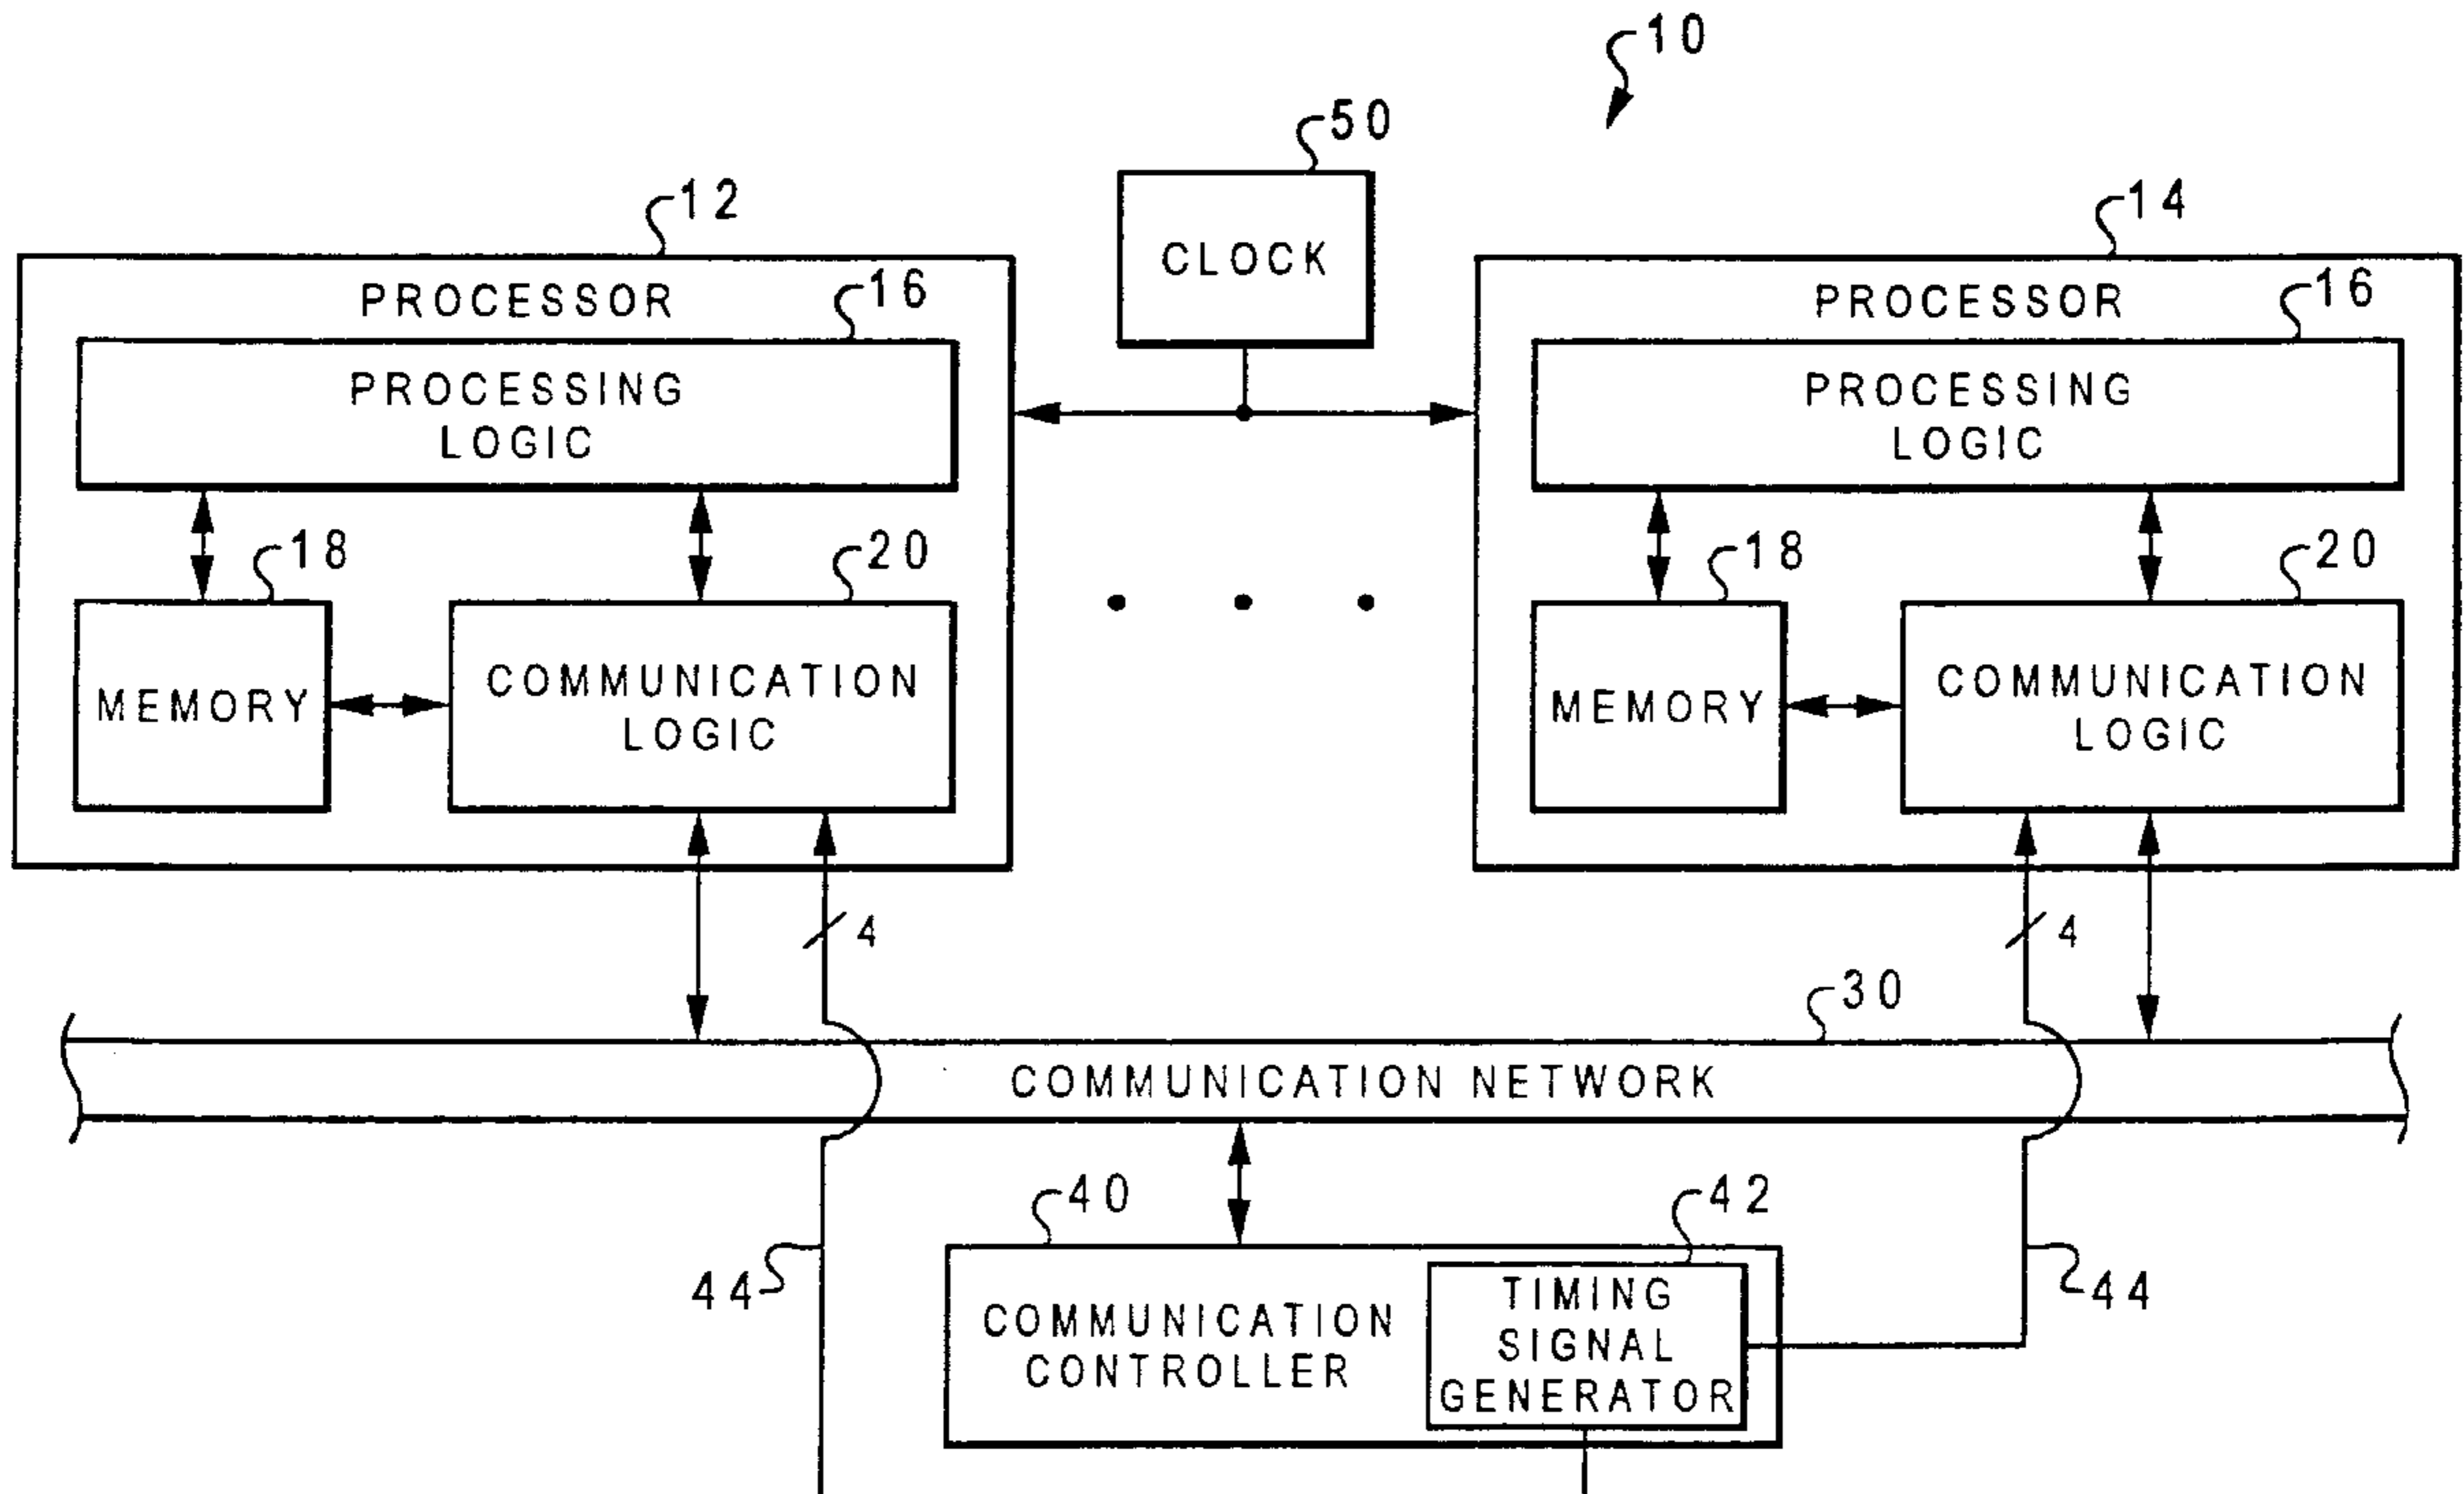 10
50
12
14
CLOCK
PROCESSOR
16
PROCESSOR
16
PROCESSING
LOGIC
PROCESSING
LOGIC
18
20
18
20
MEMORY
COMMUNICATION
LOGIC
MEMORY
COMMUNICATION
LOGIC
4
4
30
COMMUNICATION NETWORK
40
42
44
44
COMMUNICATION
CONTROLLER
TIMING
SIGNAL
GENERATOR